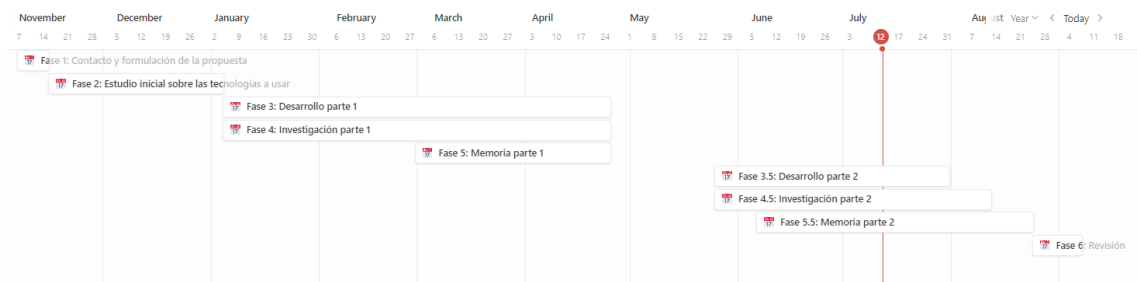 November December January February March April May June July August Year < Today >
7 14 21 28 5 12 19 26 2 9 16 23 30 6 13 20 27 6 13 20 27 3 10 17 24 1 8 15 22 29 5 12 19 26 3 12 17 24 31 7 14 21 28 4 11 18
Fase 1: Contacto y formulación de la propuesta
Fase 2: Estudio inicial sobre las tecnologías a usar
Fase 3: Desarrollo parte 1
Fase 4: Investigación parte 1
Fase 5: Memoria parte 1
Fase 3.5: Desarrollo parte 2
Fase 4.5: Investigación parte 2
Fase 5.5: Memoria parte 2
Fase 6: Revisión